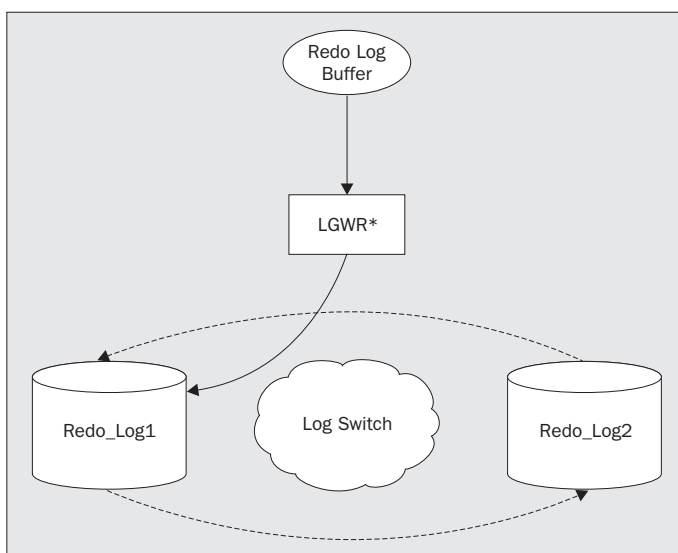 Redo Log
Buffer
LGWR*
Redo_Log1
Log Switch
Redo_Log2